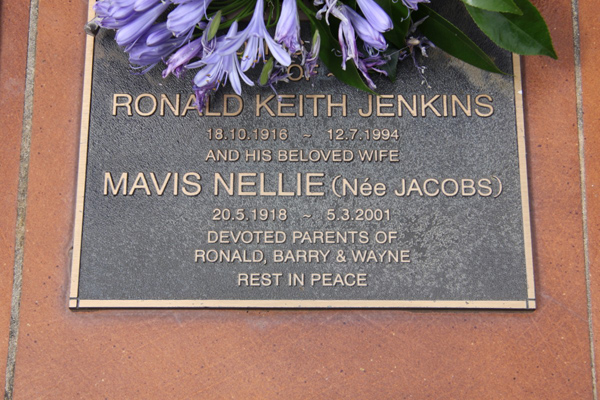 RONALD KEITH JENKINS
18.10.1916 ~ 12.7.1994
AND HIS BELOVED WIFE
MAVIS NELLIE (Née JACOBS)
20.5.1918 ~ 5.3.2001
DEVOTED PARENTS OF
RONALD, BARRY & WAYNE
REST IN PEACE